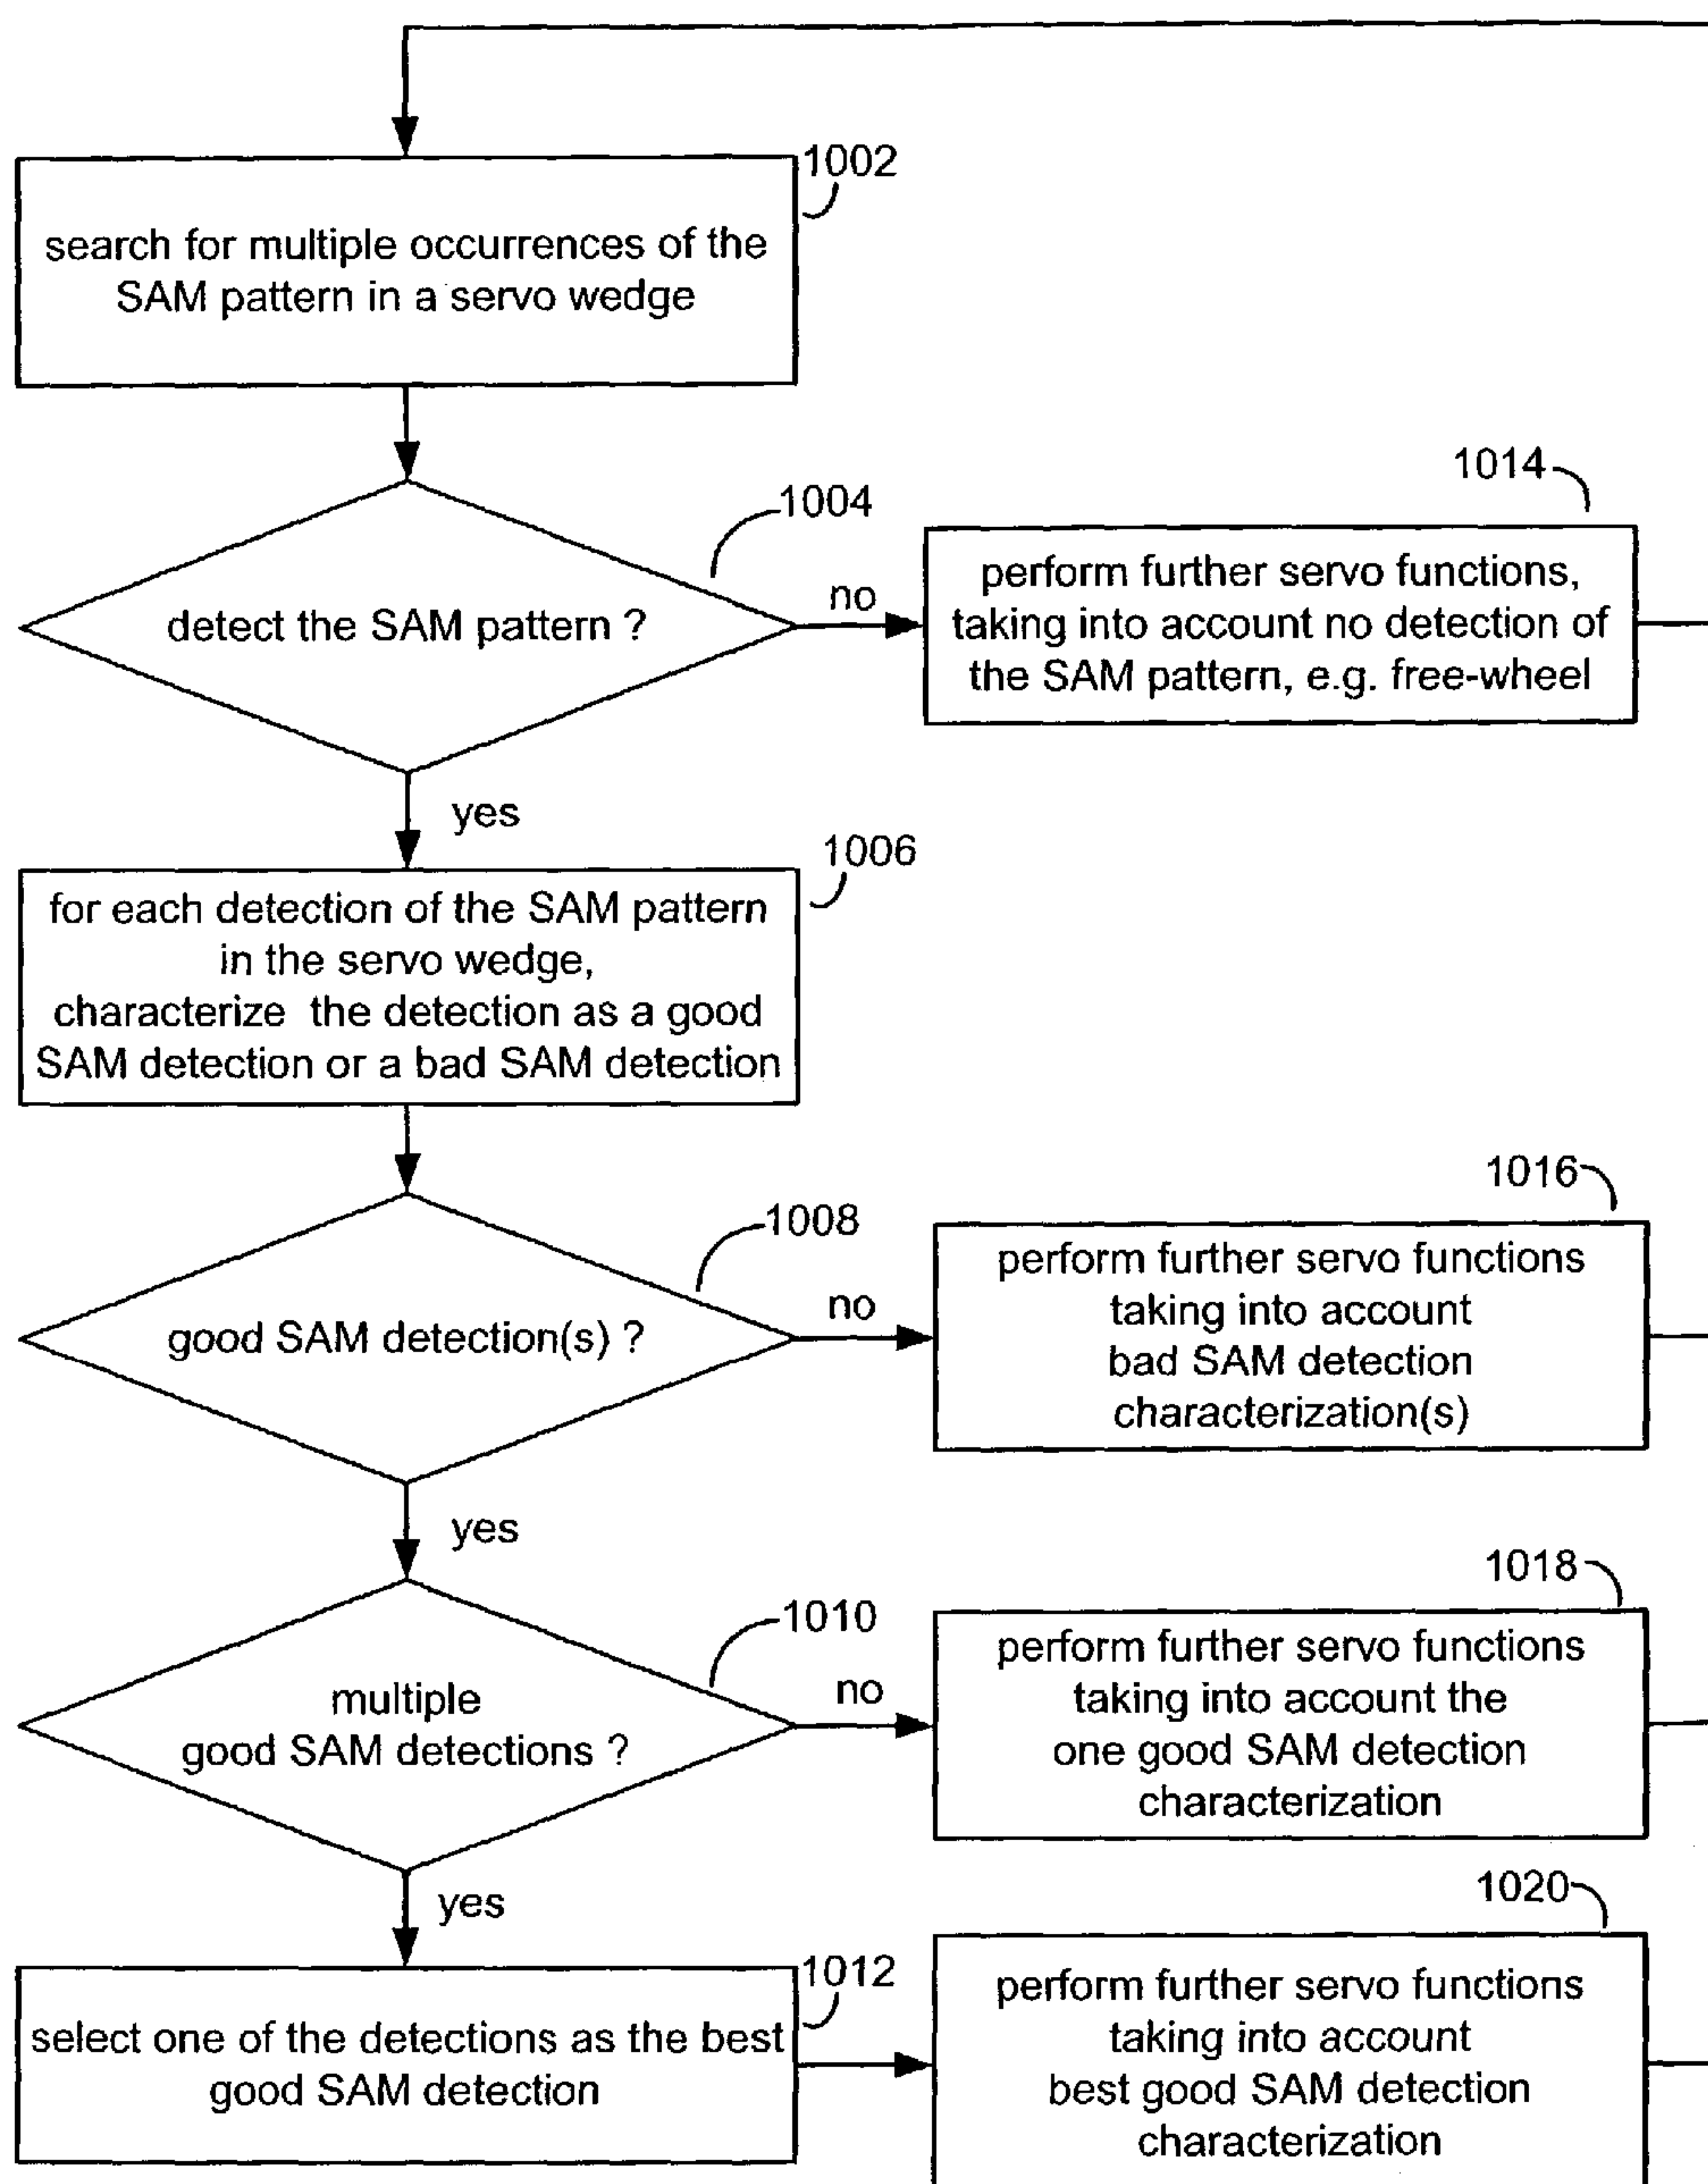 1002
search for multiple occurrences of the
SAM pattern in a servo wedge
1004
detect the SAM pattern ?
no
1014
perform further servo functions,
taking into account no detection of
the SAM pattern, e.g. free-wheel
yes
1006
for each detection of the SAM pattern
in the servo wedge,
characterize the detection as a good
SAM detection or a bad SAM detection
1008
good SAM detection(s) ?
no
1016
perform further servo functions
taking into account
bad SAM detection
characterization(s)
yes
1010
multiple
good SAM detections ?
no
1018
perform further servo functions
taking into account the
one good SAM detection
characterization
yes
1012
select one of the detections as the best
good SAM detection
1020
perform further servo functions
taking into account
best good SAM detection
characterization